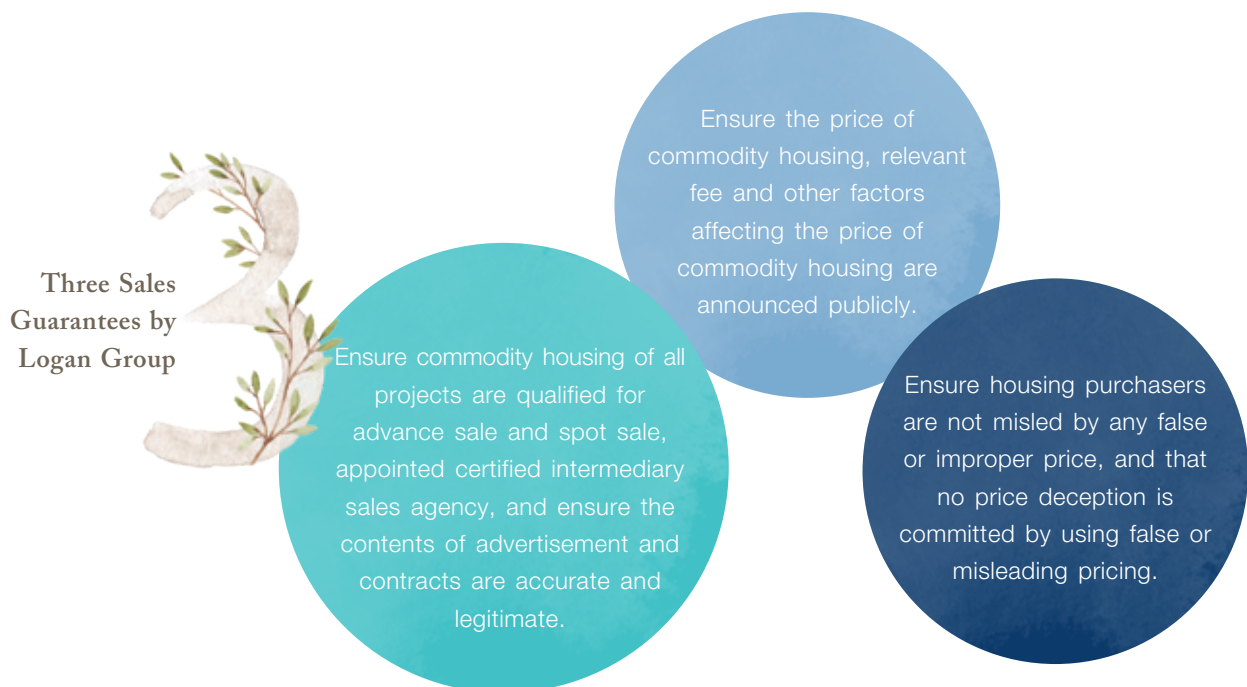 3
Three Sales
Guarantees by
Logan Group
Ensure commodity housing of all
projects are qualified for
advance sale and spot sale,
appointed certified intermediary
sales agency, and ensure the
contents of advertisement and
contracts are accurate and
legitimate.
Ensure the price of
commodity housing, relevant
fee and other factors
affecting the price of
commodity housing are
announced publicly.
Ensure housing purchasers
are not misled by any false
or improper price, and that
no price deception is
committed by using false or
misleading pricing.